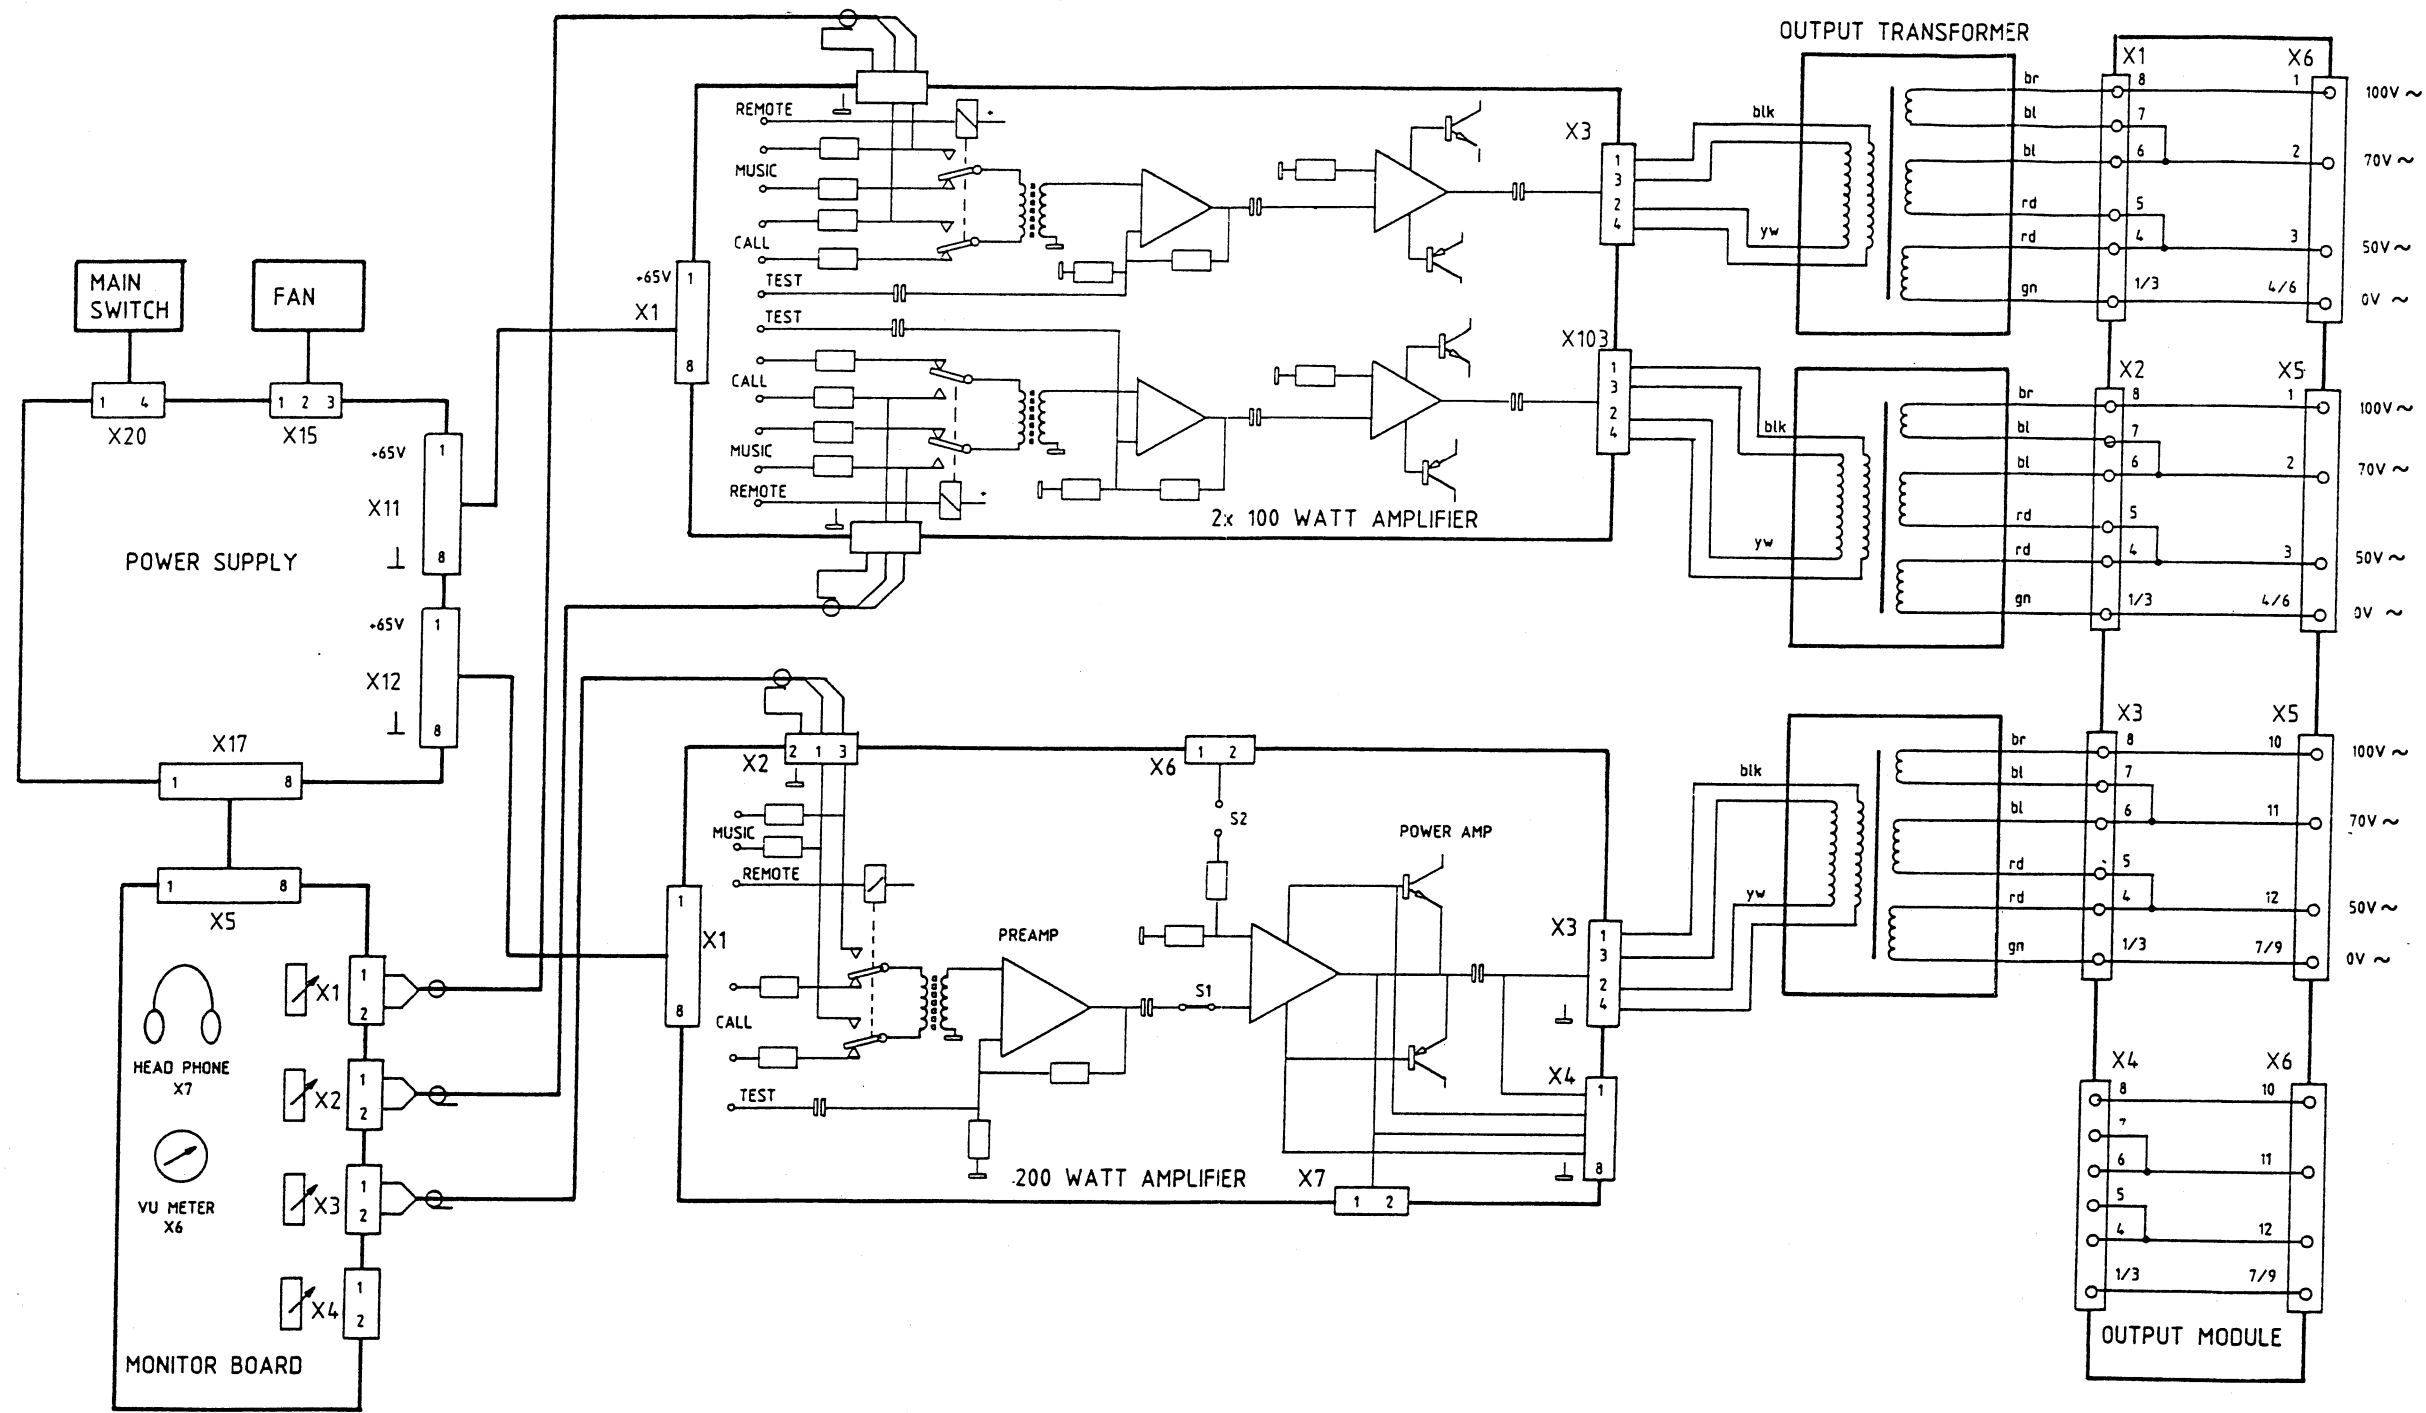 MAIN
SWITCH
FAN
1 4
X20
1 2 3
X15
+65V
1
X11
8
POWER SUPPLY
+65V
1
X12
8
X17
1 8
1 8
X5
HEAD PHONE
X7
VU METER
X6
X1
1
2
X2
1
2
X3
1
2
X4
1
2
MONITOR BOARD
REMOTE
+
MUSIC
CALL
TEST
TEST
CALL
MUSIC
REMOTE
+
+65V
1
X1
8
2x 100 WATT AMPLIFIER
X3
1
3
2
4
X103
1
3
2
4
X2
2 1 3
X6
1 2
S2
MUSIC
REMOTE
1
X1
8
PREAMP
POWER AMP
S1
CALL
TEST
200 WATT AMPLIFIER
X7
1 2
X3
1
3
2
4
X4
1
8
OUTPUT TRANSFORMER
blk
yw
br
bl
bl
rd
rd
gn
X1
8
7
6
5
4
1/3
X6
1
2
3
4/6
100V ~
70V ~
50V ~
0V ~
blk
yw
br
bl
bl
rd
rd
gn
X2
8
7
6
5
4
1/3
X5
1
2
3
4/6
100V ~
70V ~
50V ~
0V ~
blk
yw
br
bl
bl
rd
rd
gn
X3
8
7
6
5
4
1/3
X5
10
11
12
7/9
100V ~
70V ~
50V ~
0V ~
X4
8
7
6
5
4
1/3
X6
10
11
12
7/9
OUTPUT MODULE